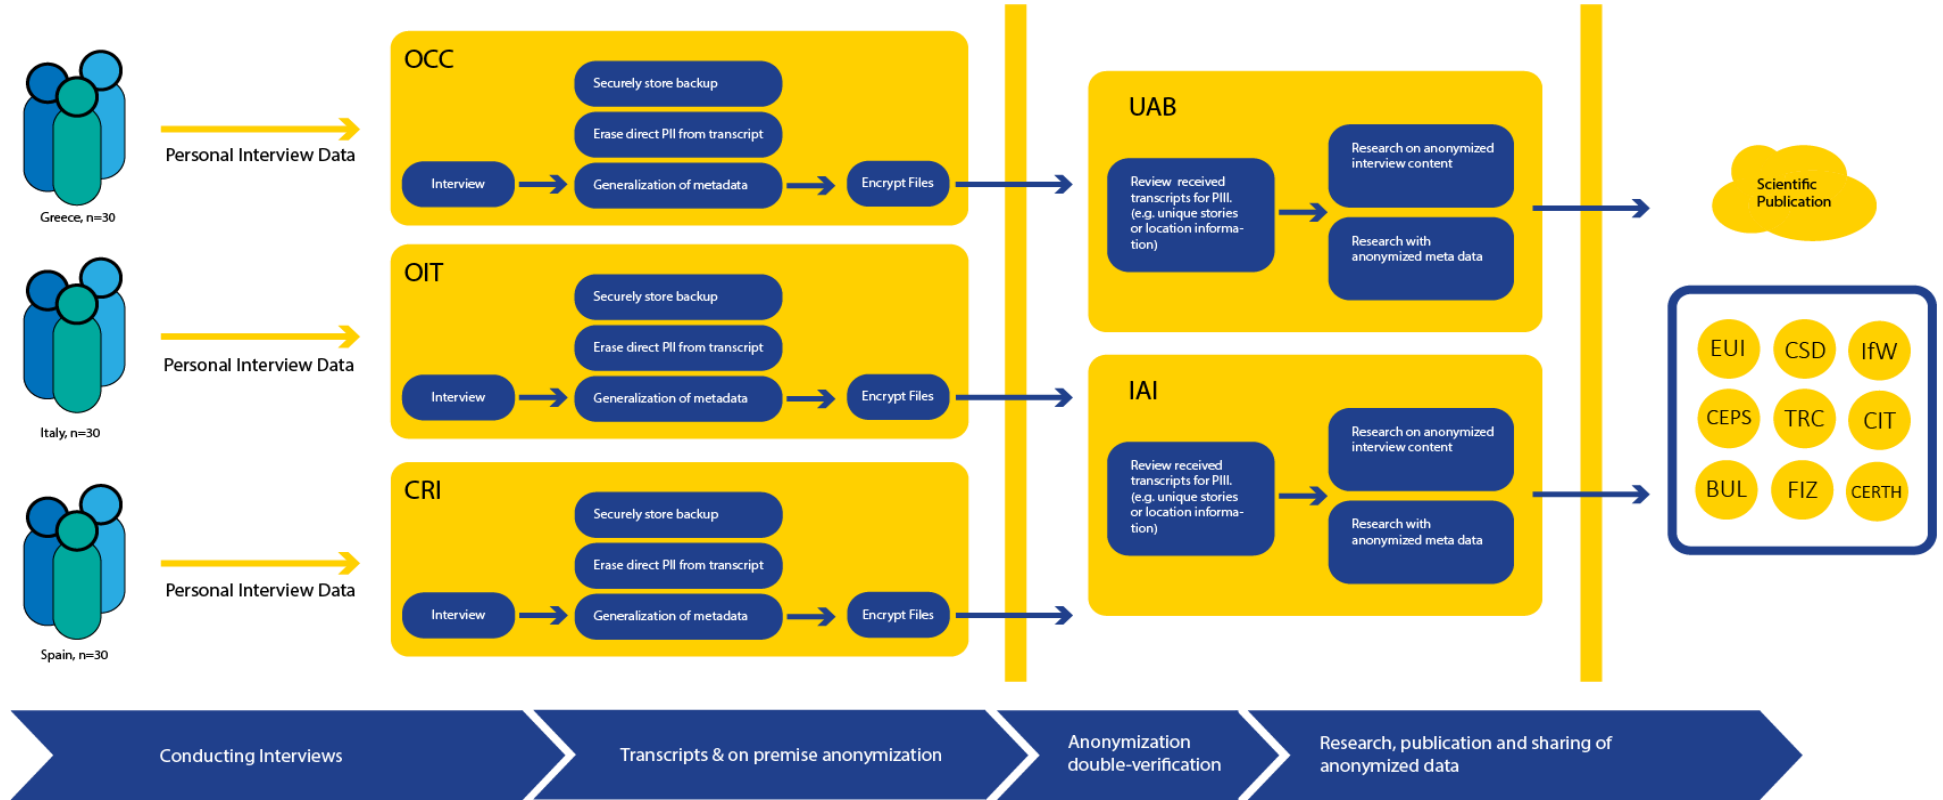 OCC
Securely store backup
Erase direct PII from transcript
Personal Interview Data
Interview
Generalization of metadata
Encrypt Files
Greece, n=30
OIT
Securely store backup
Erase direct PII from transcript
Personal Interview Data
Interview
Generalization of metadata
Encrypt Files
Italy, n=30
CRI
Securely store backup
Erase direct PII from transcript
Personal Interview Data
Interview
Generalization of metadata
Encrypt Files
Spain, n=30
UAB
Review received
transcripts for PIII.
(e.g. unique stories
or location informa-
tion)
Research on anonymized
interview content
Research with
anonymized meta data
IAI
Review received
transcripts for PIII.
(e.g. unique stories
or location informa-
tion)
Research on anonymized
interview content
Research with
anonymized meta data
Scientific
Publication
EUI CSD IfW
CEPS TRC CIT
BUL FIZ CERTH
Conducting Interviews
Transcripts & on premise anonymization
Anonymization
double-verification
Research, publication and sharing of
anonymized data